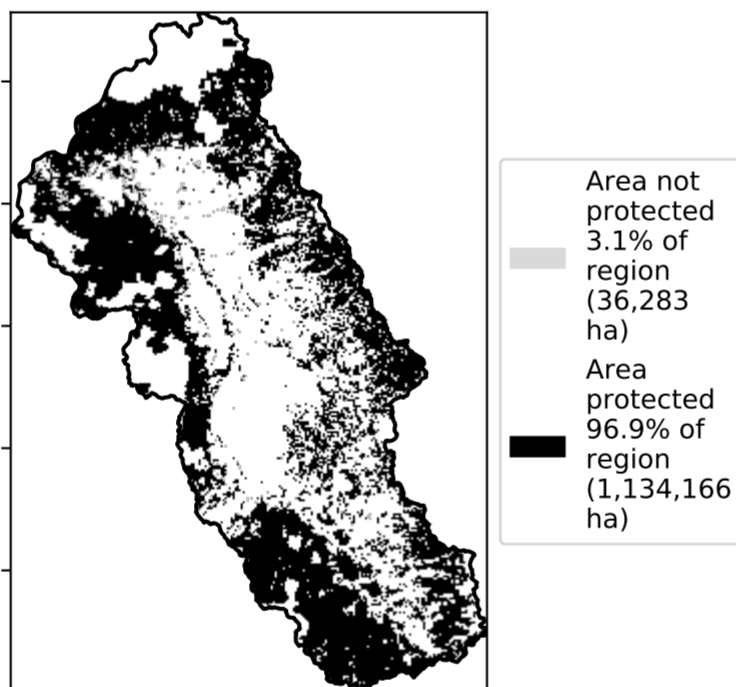 Area not
protected
3.1% of
region
(36,283
ha)
Area
protected
96.9% of
region
(1,134,166
ha)